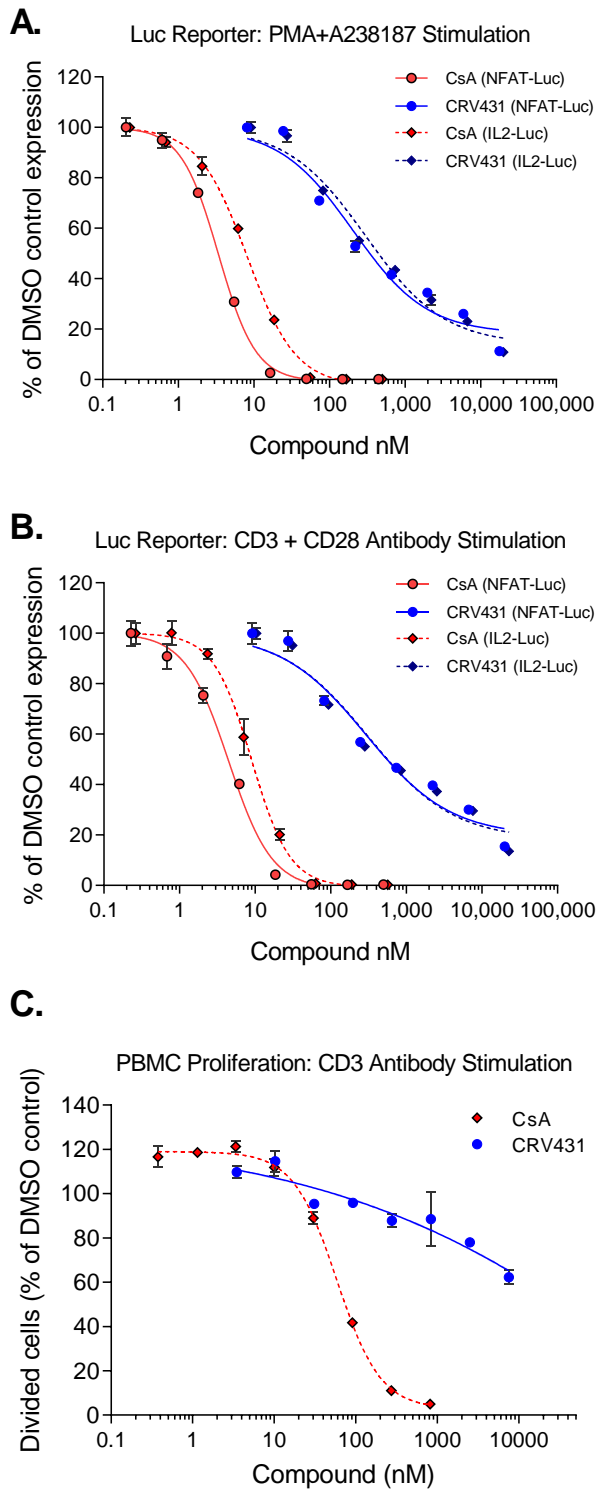 A.
Luc Reporter: PMA+A238187 Stimulation
% of DMSO control expression
120
100
80
60
40
20
0
CsA (NFAT-Luc)
CRV431 (NFAT-Luc)
CsA (IL2-Luc)
CRV431 (IL2-Luc)
0.1 1 10 100 1,000 10,000 100,000
Compound nM
B.
Luc Reporter: CD3 + CD28 Antibody Stimulation
% of DMSO control expression
120
100
80
60
40
20
0
CsA (NFAT-Luc)
CRV431 (NFAT-Luc)
CsA (IL2-Luc)
CRV431 (IL2-Luc)
0.1 1 10 100 1,000 10,000 100,000
Compound nM
C.
PBMC Proliferation: CD3 Antibody Stimulation
Divided cells (% of DMSO control)
140
120
100
80
60
40
20
0
CsA
CRV431
0.1 1 10 100 1000 10000
Compound (nM)